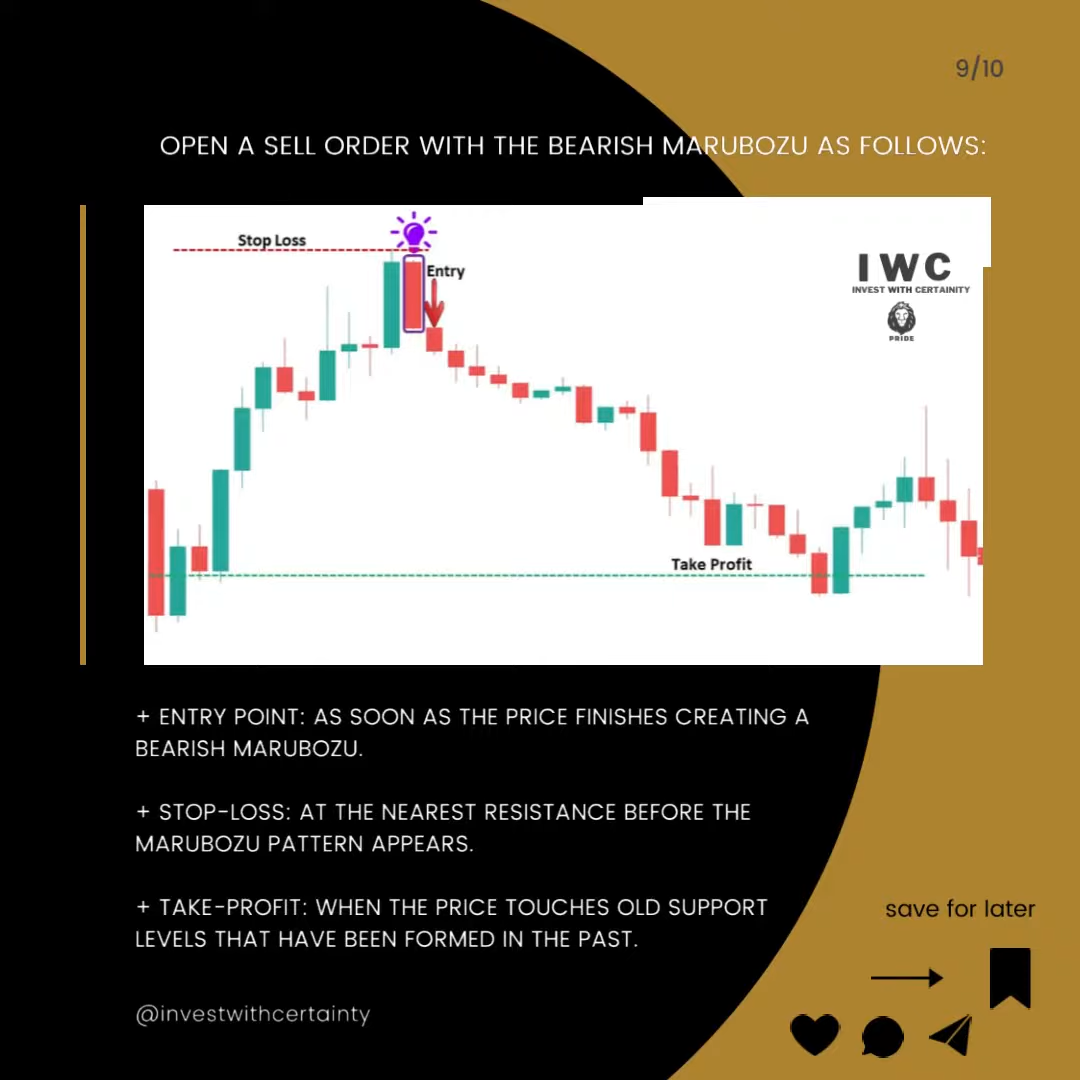 9/10
OPEN A SELL ORDER WITH THE BEARISH MARUBOZU AS FOLLOWS:
Stop Loss
Entry
IWC
INVEST WITH CERTAINITY
PRIDE
Take Profit
+ ENTRY POINT: AS SOON AS THE PRICE FINISHES CREATING A
BEARISH MARUBOZU.
+ STOP-LOSS: AT THE NEAREST RESISTANCE BEFORE THE
MARUBOZU PATTERN APPEARS.
+ TAKE-PROFIT: WHEN THE PRICE TOUCHES OLD SUPPORT
LEVELS THAT HAVE BEEN FORMED IN THE PAST.
save for later
@investwithcertainty